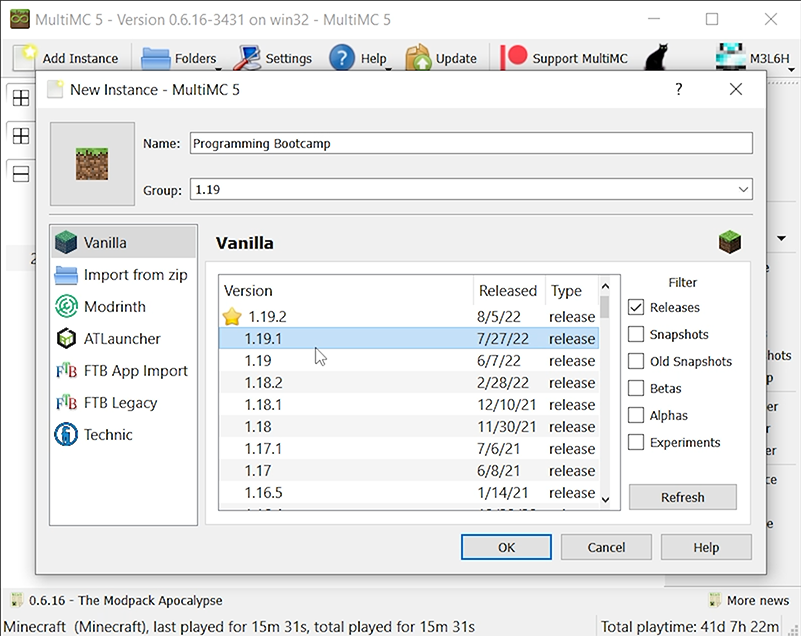 MultiMC 5 - Version 0.6.16-3431 on win32 - MultiMC 5
Add Instance Folders Settings Help Update Support MultiMC M3L6H
New Instance - MultiMC 5 ?
Name: Programming Bootcamp
Group: 1.19
Vanilla
Import from zip
Modrinth
ATLauncher
FTB App Import
FTB Legacy
Technic
Vanilla
Version Released Type
1.19.2 8/5/22 release
1.19.1 7/27/22 release
1.19 6/7/22 release
1.18.2 2/28/22 release
1.18.1 12/10/21 release
1.18 11/30/21 release
1.17.1 7/6/21 release
1.17 6/8/21 release
1.16.5 1/14/21 release
Filter
Releases
Snapshots
Old Snapshots
Betas
Alphas
Experiments
Refresh
OK Cancel Help
0.6.16 - The Modpack Apocalypse More news
Minecraft (Minecraft), last played for 15m 31s, total played for 15m 31s Total playtime: 41d 7h 22m